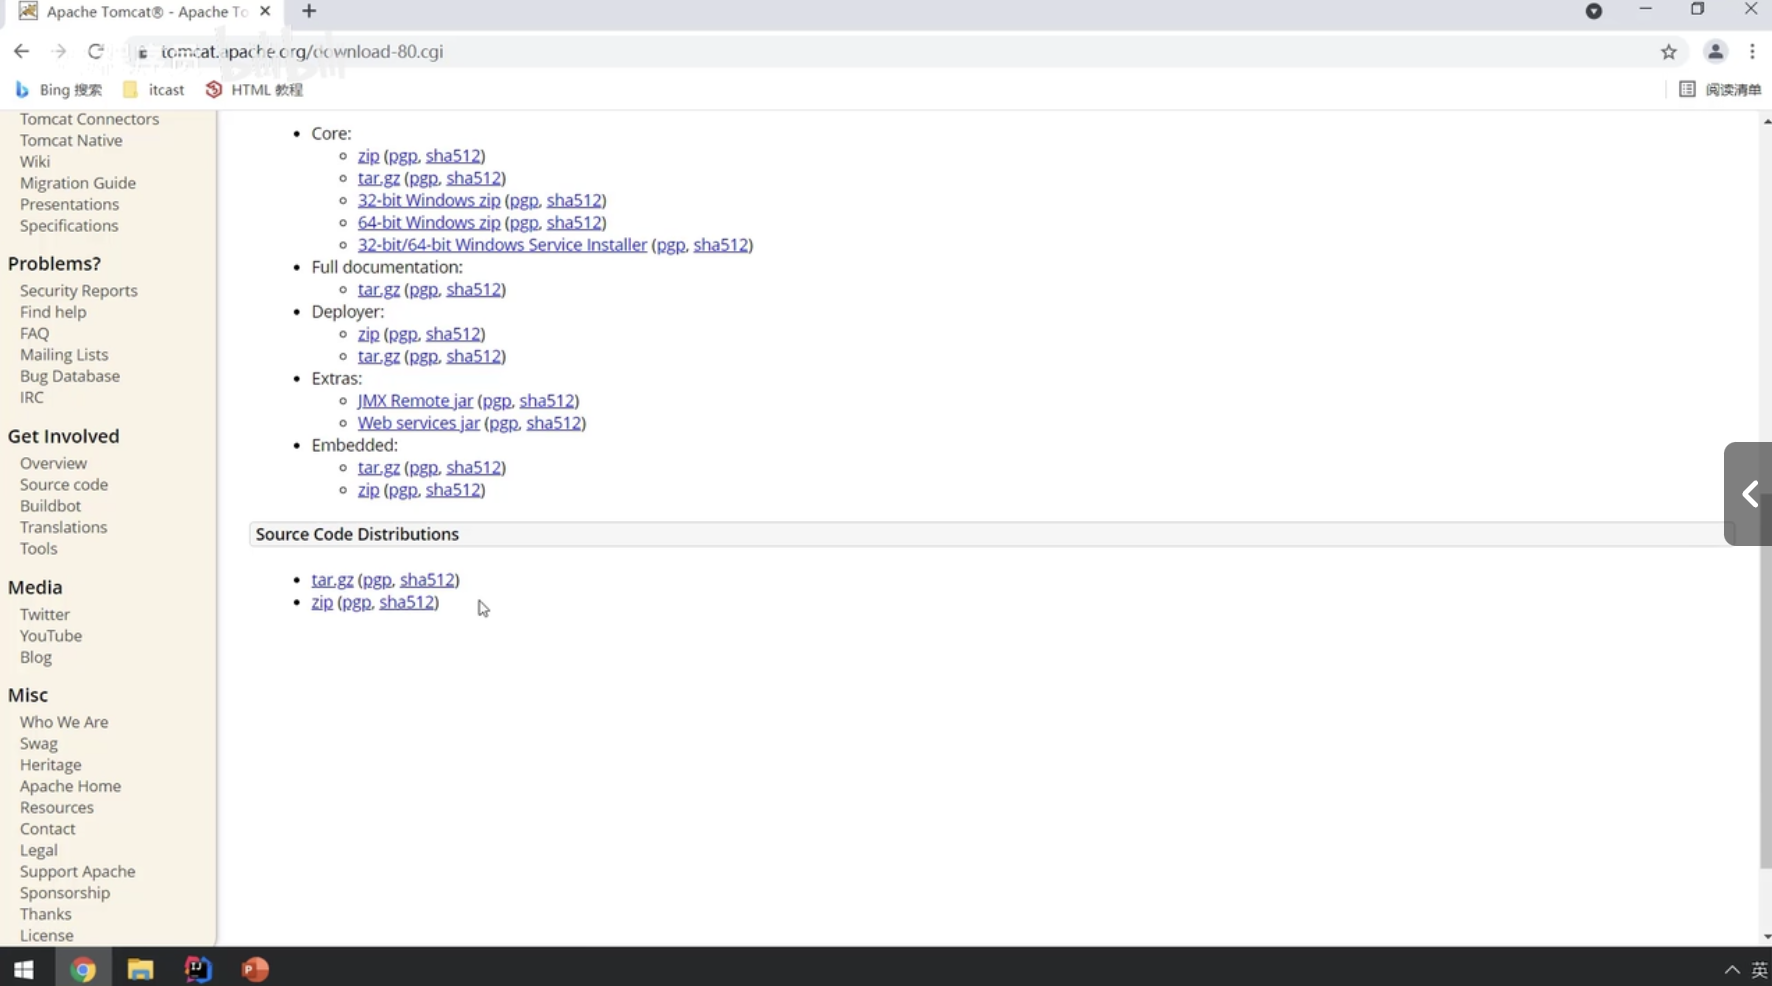 Apache Tomcat® - Apache To
tomcat.apache.org/download-80.cgi
Bing 搜索
itcast
HTML 教程
阅读清单
Tomcat Connectors
Tomcat Native
Wiki
Migration Guide
Presentations
Specifications
Problems?
Security Reports
Find help
FAQ
Mailing Lists
Bug Database
IRC
Get Involved
Overview
Source code
Buildbot
Translations
Tools
Media
Twitter
YouTube
Blog
Misc
Who We Are
Swag
Heritage
Apache Home
Resources
Contact
Legal
Support Apache
Sponsorship
Thanks
License
Core:
zip (pgp, sha512)
tar.gz (pgp, sha512)
32-bit Windows zip (pgp, sha512)
64-bit Windows zip (pgp, sha512)
32-bit/64-bit Windows Service Installer (pgp, sha512)
Full documentation:
tar.gz (pgp, sha512)
Deployer:
zip (pgp, sha512)
tar.gz (pgp, sha512)
Extras:
JMX Remote jar (pgp, sha512)
Web services jar (pgp, sha512)
Embedded:
tar.gz (pgp, sha512)
zip (pgp, sha512)
Source Code Distributions
tar.gz (pgp, sha512)
zip (pgp, sha512)
英